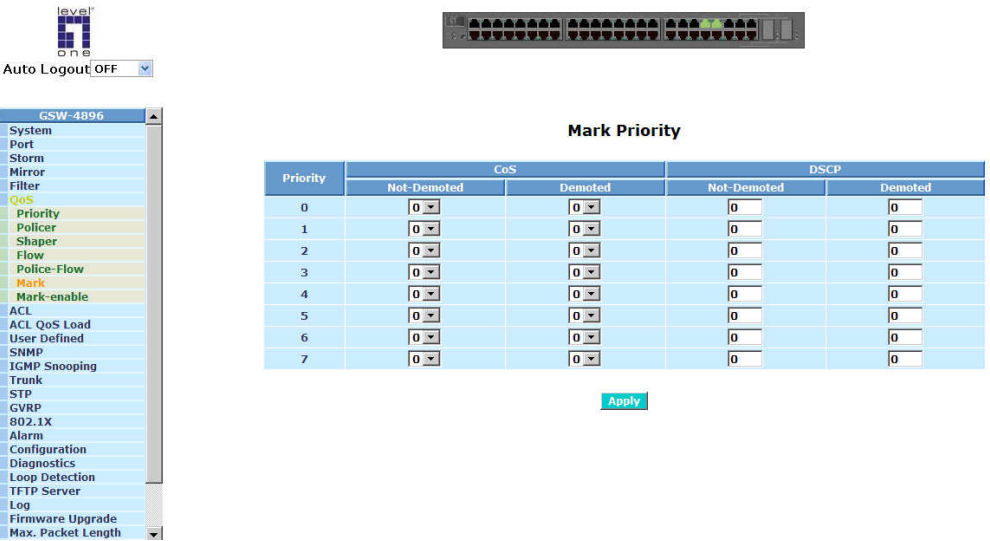 level
one
Auto Logout OFF
GSW-4896
System
Port
Storm
Mirror
Filter
QoS
Priority
Policer
Shaper
Flow
Police-Flow
Mark
Mark-enable
ACL
ACL QoS Load
User Defined
SNMP
IGMP Snooping
Trunk
STP
GVRP
802.1X
Alarm
Configuration
Diagnostics
Loop Detection
TFTP Server
Log
Firmware Upgrade
Max. Packet Length
Mark Priority
Priority CoS DSCP
Not-Demoted Demoted Not-Demoted Demoted
0 0 0 0 0
1 0 0 0 0
2 0 0 0 0
3 0 0 0 0
4 0 0 0 0
5 0 0 0 0
6 0 0 0 0
7 0 0 0 0
Apply